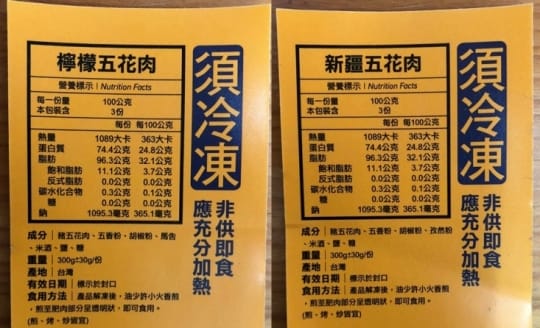 檸檬五花肉
營養標示 | Nutrition Facts
每一份量 100公克
本包裝含 3份
每份 每100公克
熱量 1089大卡 363大卡
蛋白質 74.4公克 24.8公克
脂肪 96.3公克 32.1公克
飽和脂肪 11.1公克 3.7公克
反式脂肪 0.0公克 0.0公克
碳水化合物 0.3公克 0.1公克
糖 0.0公克 0.0公克
鈉 1095.3毫克 365.1毫克
須冷凍
非供即食
應充分加熱
成分｜豬五花肉、五香粉、胡椒粉、馬告
、米酒、鹽、糖
重量｜300g±30g/份
產地｜台灣
有效日期｜標示於封口
食用方法｜產品解凍後，油少許小火香煎
，煎至肥肉部分呈透明狀，即可食用。
(煎、烤、炒皆宜)
新疆五花肉
營養標示 | Nutrition Facts
每一份量 100公克
本包裝含 3份
每份 每100公克
熱量 1089大卡 363大卡
蛋白質 74.4公克 24.8公克
脂肪 96.3公克 32.1公克
飽和脂肪 11.1公克 3.7公克
反式脂肪 0.0公克 0.0公克
碳水化合物 0.3公克 0.1公克
糖 0.0公克 0.0公克
鈉 1095.3毫克 365.1毫克
須冷凍
非供即食
應充分加熱
成分｜豬五花肉、五香粉、胡椒粉、孜然粉
、米酒、鹽、糖
重量｜300g±30g/份
產地｜台灣
有效日期｜標示於封口
食用方法｜產品解凍後，油少許小火香煎
，煎至肥肉部分呈透明狀，即可食用。
(煎、烤、炒皆宜)